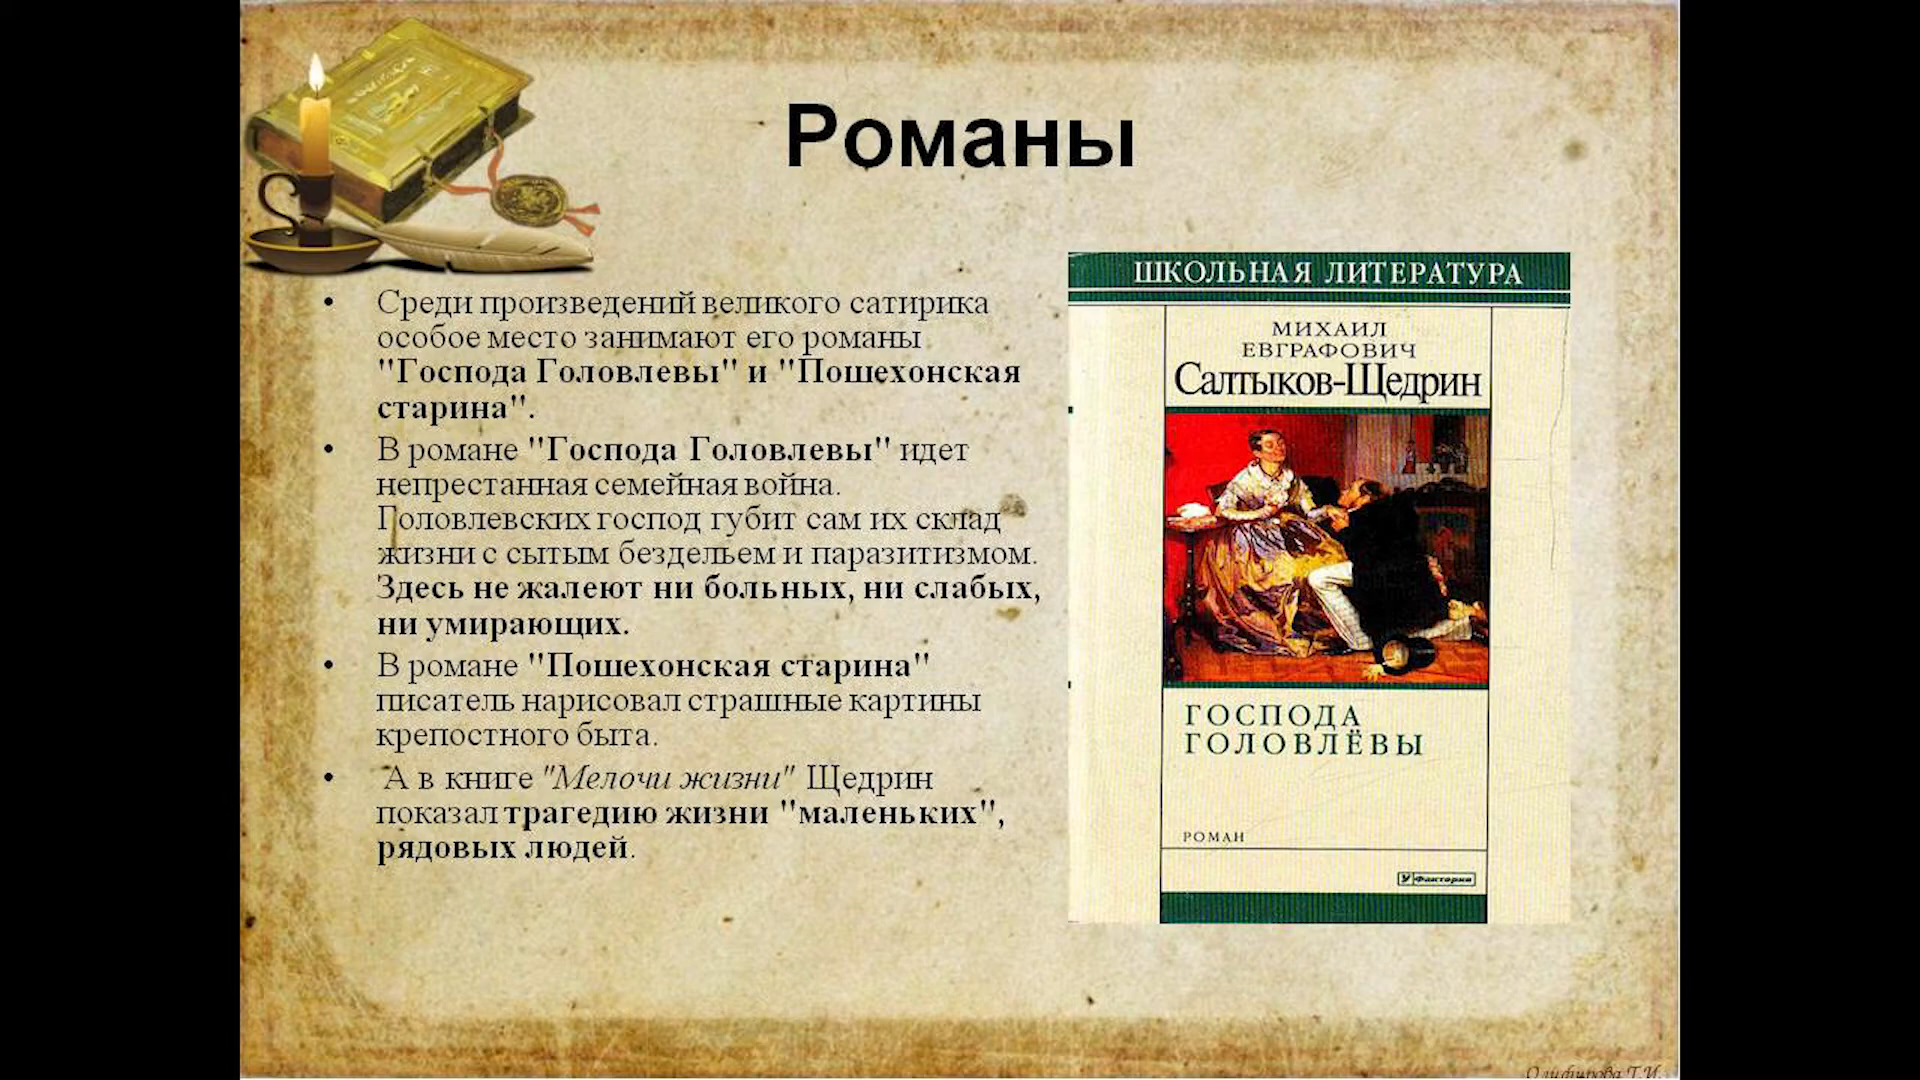 Романы
• Среди произведений великого сатирика
особое место занимают его романы
"Господа Головлевы" и "Пошехонская
старина".
• В романе "Господа Головлевы" идет
непрестанная семейная война.
Головлевских господ губит сам их склад
жизни с сытым бездельем и паразитизмом.
Здесь не жалеют ни больных, ни слабых,
ни умирающих.
• В романе "Пошехонская старина"
писатель нарисовал страшные картины
крепостного быта.
• А в книге "Мелочи жизни" Щедрин
показал трагедию жизни "маленьких",
рядовых людей.
ШКОЛЬНАЯ ЛИТЕРАТУРА
МИХАИЛ
ЕВГРАФОВИЧ
Салтыков-Щедрин
ГОСПОДА
ГОЛОВЛЁВЫ
РОМАН
У Фактория